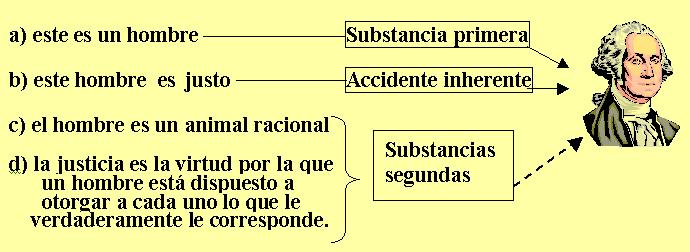 a) este es un hombre
Substancia primera
b) este hombre es justo
Accidente inherente
c) el hombre es un animal racional
d) la justicia es la virtud por la que
un hombre está dispuesto a
otorgar a cada uno lo que le
verdaderamente le corresponde.
Substancias
segundas